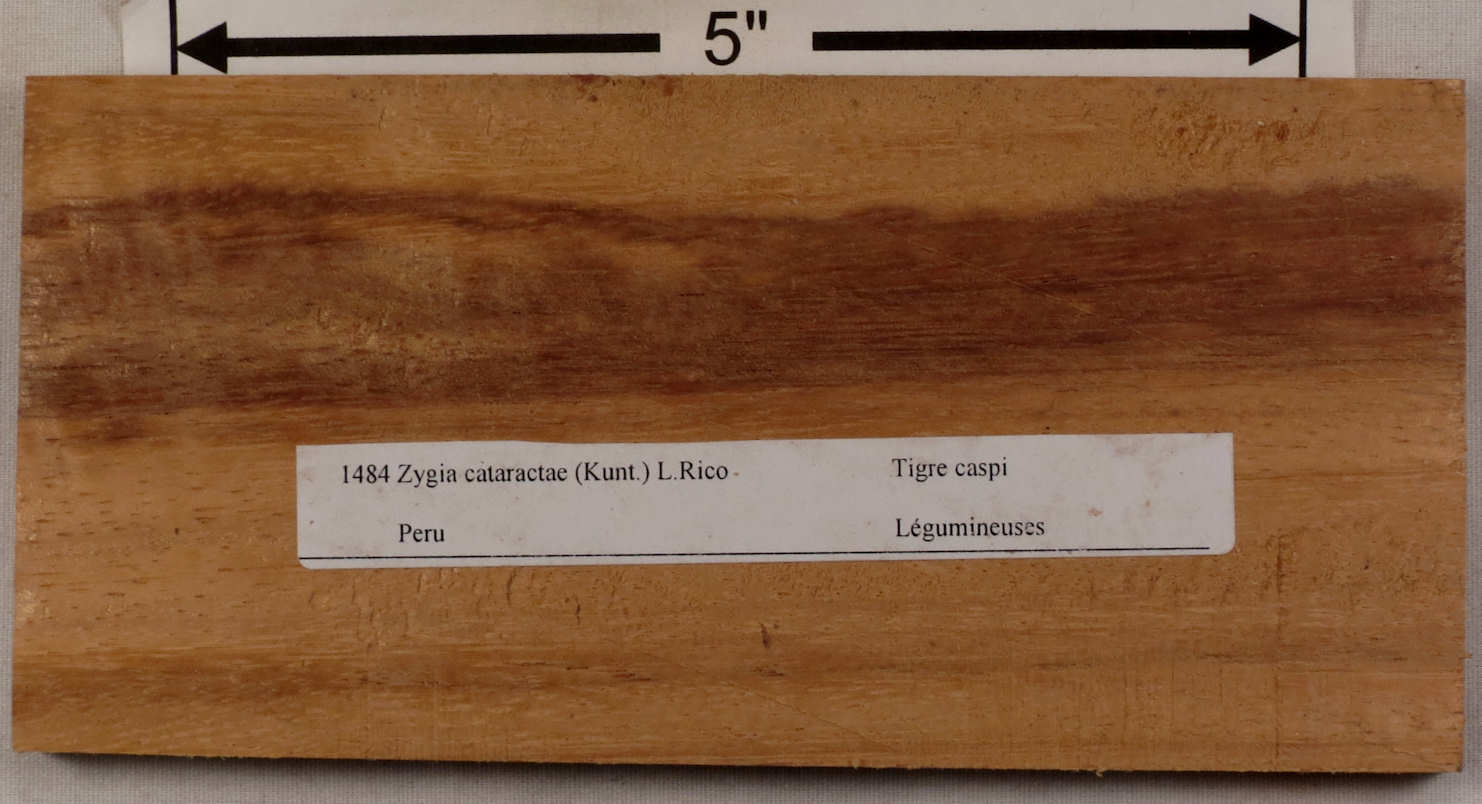 5"
1484 Zygia cataractae (Kunt.) L.Rico - Tigre caspi
Peru Légumineuses